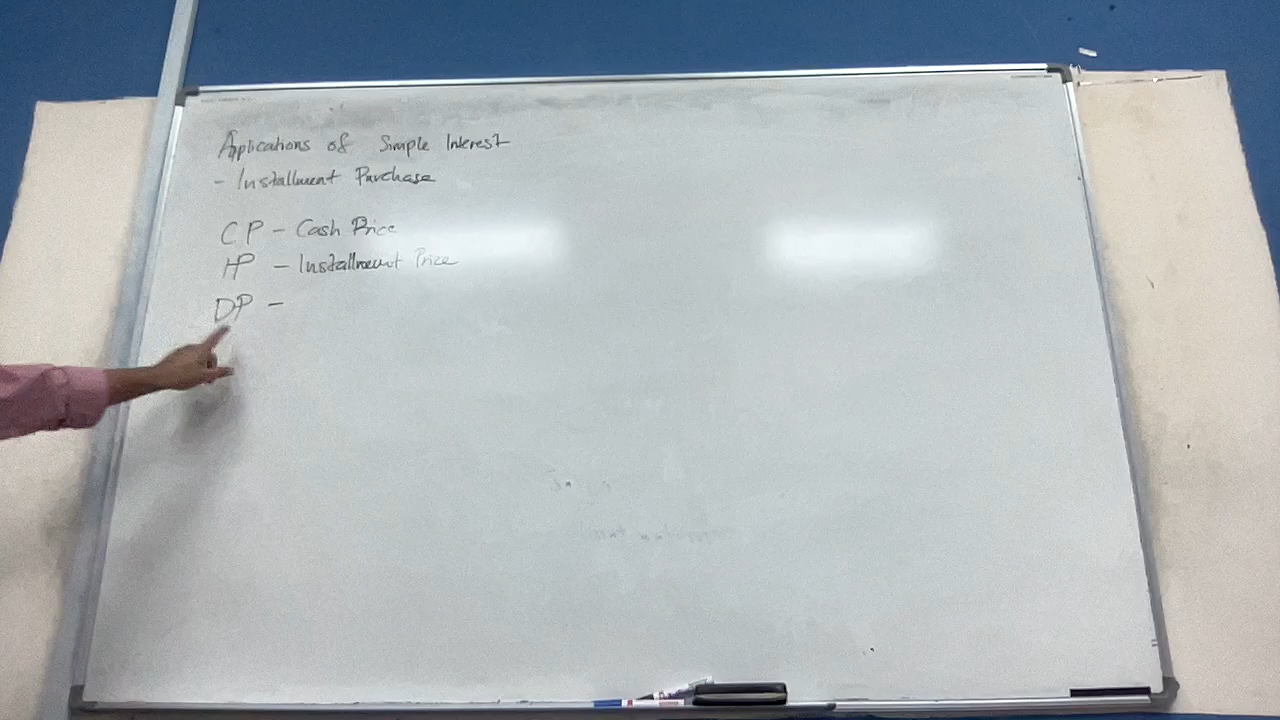 Applications of Simple Interest
- Installment Purchase
CP - Cash Price
IP - Installment Price
DP -